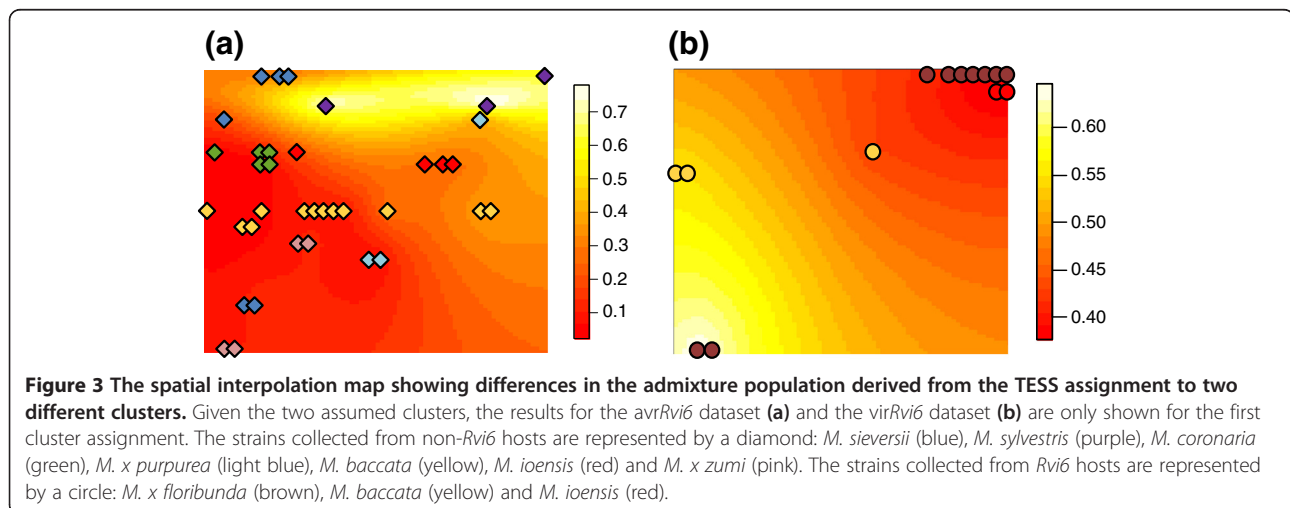 (a)
(b)
0.7
0.6
0.5
0.4
0.3
0.2
0.1
0.60
0.55
0.50
0.45
0.40
Figure 3 The spatial interpolation map showing differences in the admixture population derived from the TESS assignment to two
different clusters. Given the two assumed clusters, the results for the avrRvi6 dataset (a) and the virRvi6 dataset (b) are only shown for the first
cluster assignment. The strains collected from non-Rvi6 hosts are represented by a diamond: M. sieversii (blue), M. sylvestris (purple), M. coronaria
(green), M. x purpurea (light blue), M. baccata (yellow), M. ioensis (red) and M. x zumi (pink). The strains collected from Rvi6 hosts are represented
by a circle: M. x floribunda (brown), M. baccata (yellow) and M. ioensis (red).